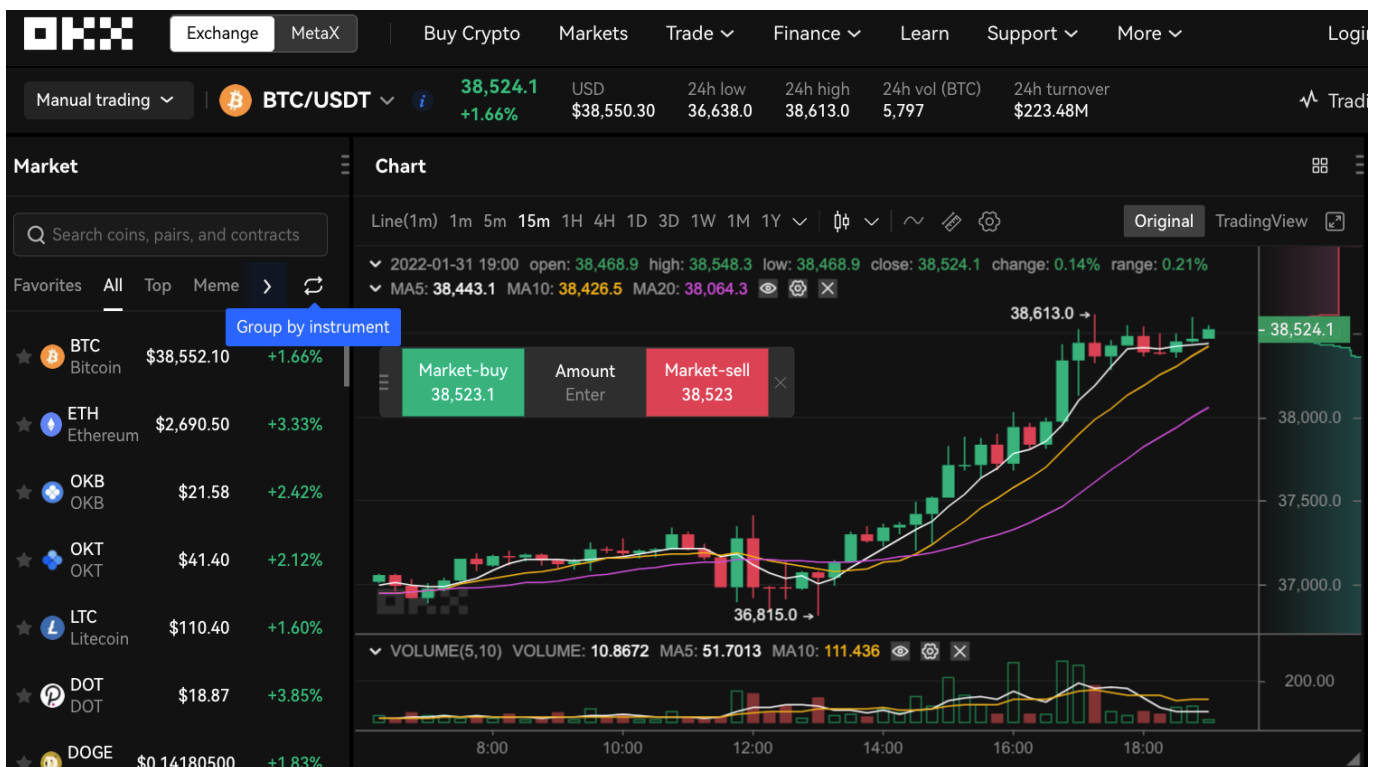 OKX Exchange MetaX Buy Crypto Markets Trade Finance Learn Support More Login
Manual trading BTC/USDT i 38,524.1 USD 24h low 24h high 24h vol (BTC) 24h turnover
+1.66% $38,550.30 36,638.0 38,613.0 5,797 $223.48M Tradi
Market
Search coins, pairs, and contracts
Favorites All Top Meme
Group by instrument
BTC $38,552.10 +1.66%
Bitcoin
ETH $2,690.50 +3.33%
Ethereum
OKB $21.58 +2.42%
OKB
OKT $41.40 +2.12%
OKT
LTC $110.40 +1.60%
Litecoin
DOT $18.87 +3.85%
DOT
DOGE $0.14180500 +1.83%
Chart
Line(1m) 1m 5m 15m 1H 4H 1D 3D 1W 1M 1Y Original TradingView
2022-01-31 19:00 open: 38,468.9 high: 38,548.3 low: 38,468.9 close: 38,524.1 change: 0.14% range: 0.21%
MA5: 38,443.1 MA10: 38,426.5 MA20: 38,064.3
38,613.0
38,524.1
Market-buy Amount Market-sell
38,523.1 Enter 38,523
38,000.0
37,500.0
37,000.0
OKX
36,815.0
VOLUME(5,10) VOLUME: 10.8672 MA5: 51.7013 MA10: 111.436
200.00
8:00 10:00 12:00 14:00 16:00 18:00